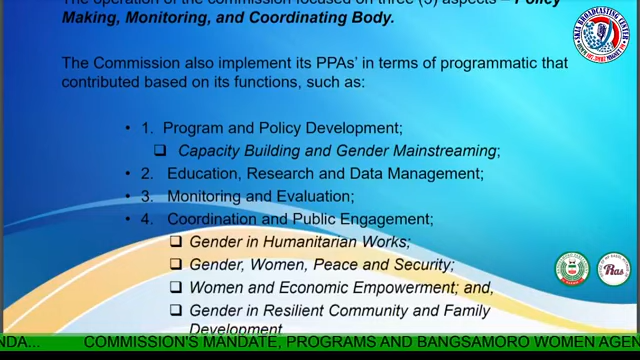 The operation of the commission focused on three (3) aspects – Policy
Making, Monitoring, and Coordinating Body.
The Commission also implement its PPAs' in terms of programmatic that
contributed based on its functions, such as:
• 1. Program and Policy Development;
❑ Capacity Building and Gender Mainstreaming;
• 2. Education, Research and Data Management;
• 3. Monitoring and Evaluation;
• 4. Coordination and Public Engagement;
❑ Gender in Humanitarian Works;
❑ Gender, Women, Peace and Security;
❑ Women and Economic Empowerment; and,
❑ Gender in Resilient Community and Family
Development
NDA... COMMISSION'S MANDATE, PROGRAMS AND BANGSAMORO WOMEN AGEN